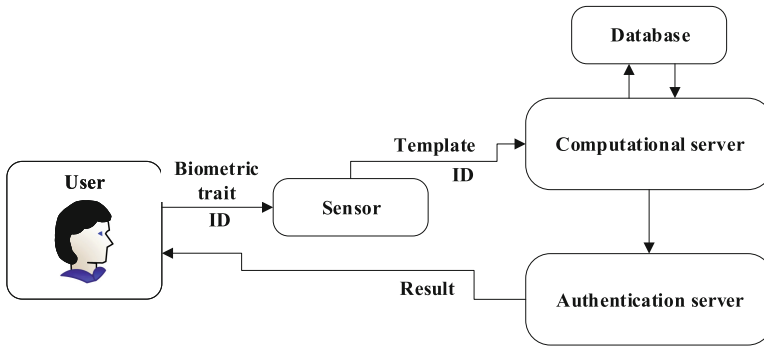 Database
Template
Computational server
ID
Biometric
trait
User
ID
Sensor
Result
Authentication server